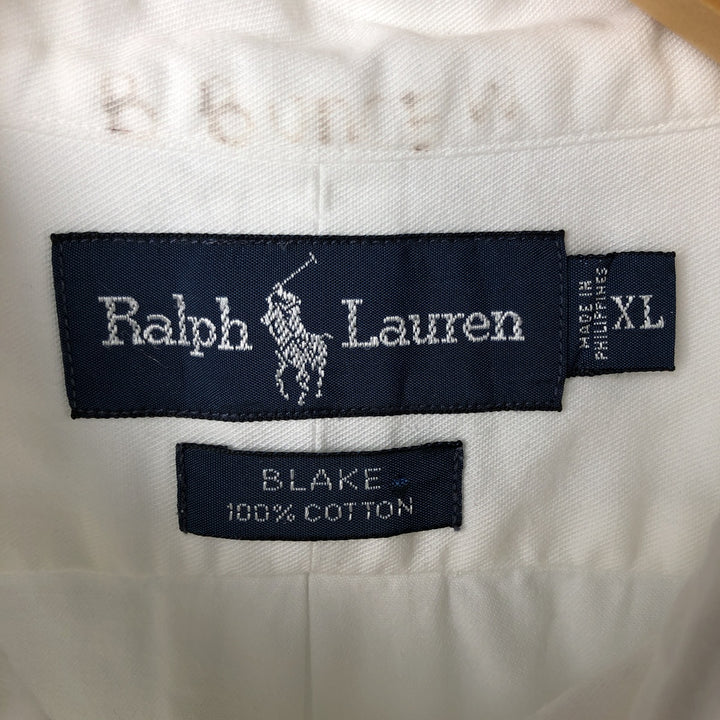 Ralph Lauren
MADE IN PHILIPPINES
XL
BLAKE
100% COTTON